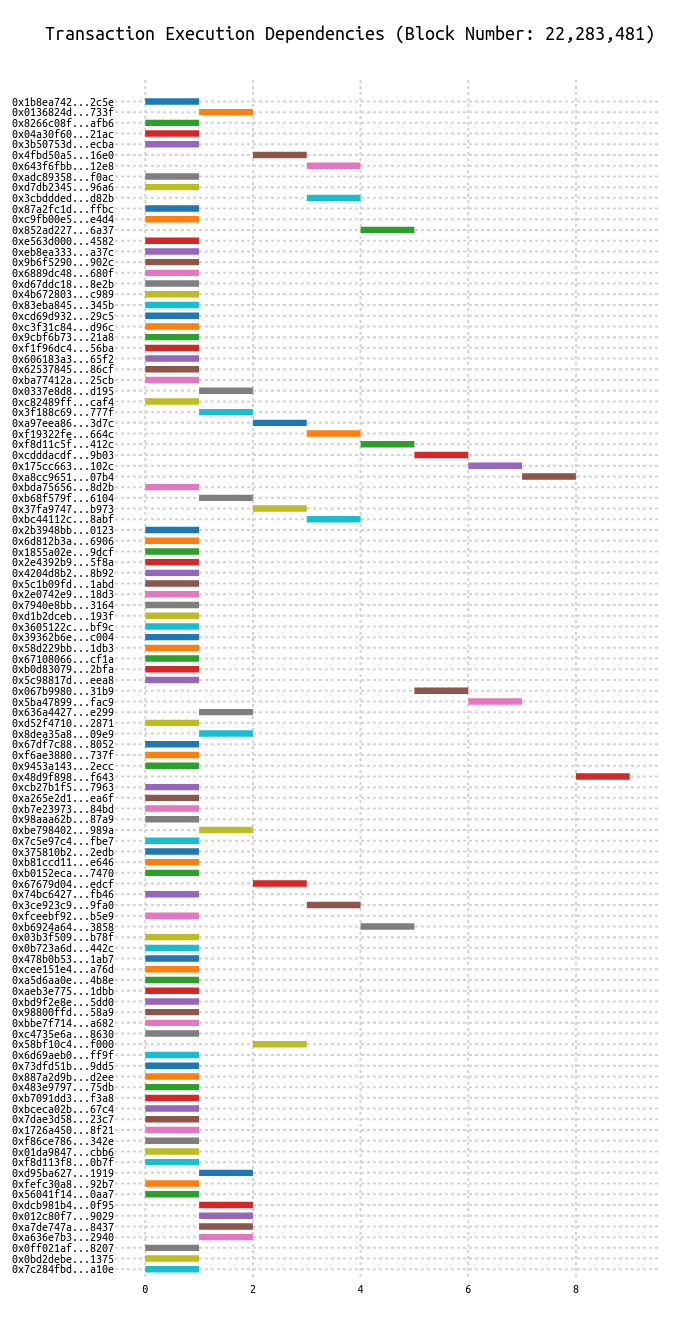 Transaction Execution Dependencies (Block Number: 22,283,481)
0x1b8ea742...2c5e
0x0136824d...733f
0x8266c08f...afb6
0x04a30f60...21ac
0x3b50753d...ecba
0x4fbd50a5...16e0
0x643f6fbb...12e8
0xadc89358...f0ac
0xd7db2345...96a6
0x3cbddded...d82b
0x87a2fc1d...ffbc
0xc9fb00e5...e4d4
0x852ad227...6a37
0xe563d000...4582
0xeb8ea333...a37c
0x9b6f5290...902c
0x6889dc48...680f
0xd67ddc18...8e2b
0x4b672803...c989
0x83eba845...345b
0xcd69d932...29c5
0xc3f31c84...d96c
0x9cbf6b73...21a8
0xf1f96dc4...56ba
0x606183a3...65f2
0x62537845...86cf
0xba77412a...25cb
0x0337e8d8...d195
0xc82489ff...caf4
0x3f188c69...777f
0xa97eea86...3d7c
0xf19322fe...664c
0xf8d11c5f...412c
0xcdddacdf...9b03
0x175cc663...102c
0xa8cc9651...07b4
0xbda75656...8d2b
0xb68f579f...6104
0x37fa9747...b973
0xbc44112c...8abf
0x2b3948bb...0123
0x6d812b3a...6906
0x1855a02e...9dcf
0x2e4392b9...5f8a
0x4204d8b2...8b92
0x5c1b09fd...1abd
0x2e0742e9...18d3
0x7940e8bb...3164
0xd1b2dceb...193f
0x3605122c...bf9c
0x39362b6e...c004
0x58d229bb...1db3
0x67108066...cf1a
0xb0d83079...2bfa
0x5c98817d...eea8
0x067b9980...31b9
0x5ba47899...fac9
0x636a4427...e299
0xd52f4710...2871
0x8dea35a8...09e9
0x67df7c88...8052
0xf6ae3880...737f
0x9453a143...2ecc
0x48d9f898...f643
0xcb27b1f5...7963
0xa265e2d1...ea6f
0xb7e23973...84bd
0x98aaa62b...87a9
0xbe798402...989a
0x7c5e97c4...fbe7
0x375810b2...2edb
0xb81ccd11...e646
0xb0152eca...7470
0x67679d04...edcf
0x74bc6427...fb46
0x3ce923c9...9fa0
0xfceebf92...b5e9
0xb6924a64...3858
0x03b3f509...b78f
0x0b723a6d...442c
0x478b0b53...1ab7
0xcee151e4...a76d
0xa5d6aa0e...4b8e
0xaeb3e775...1dbb
0xbd9f2e8e...5dd0
0x98800ffd...58a9
0xbbe7f714...a682
0xc4735e6a...8630
0x58bf10c4...f000
0x6d69aeb0...ff9f
0x73dfd51b...9dd5
0x887a2d9b...d2ee
0x483e9797...75db
0xb7091dd3...f3a8
0xbceca02b...67c4
0x7dae3d58...23c7
0x1726a450...8f21
0xf86ce786...342e
0x01da9847...cbb6
0xf8d113f8...0b7f
0xd95ba627...1919
0xfefc30a8...92b7
0x56041f14...0aa7
0xdcb981b4...0f95
0x012c80f7...9029
0xa7de747a...8437
0xa636e7b3...2940
0x0ff021af...8207
0x0bd2debe...1375
0x7c284fbd...a10e
0 2 4 6 8